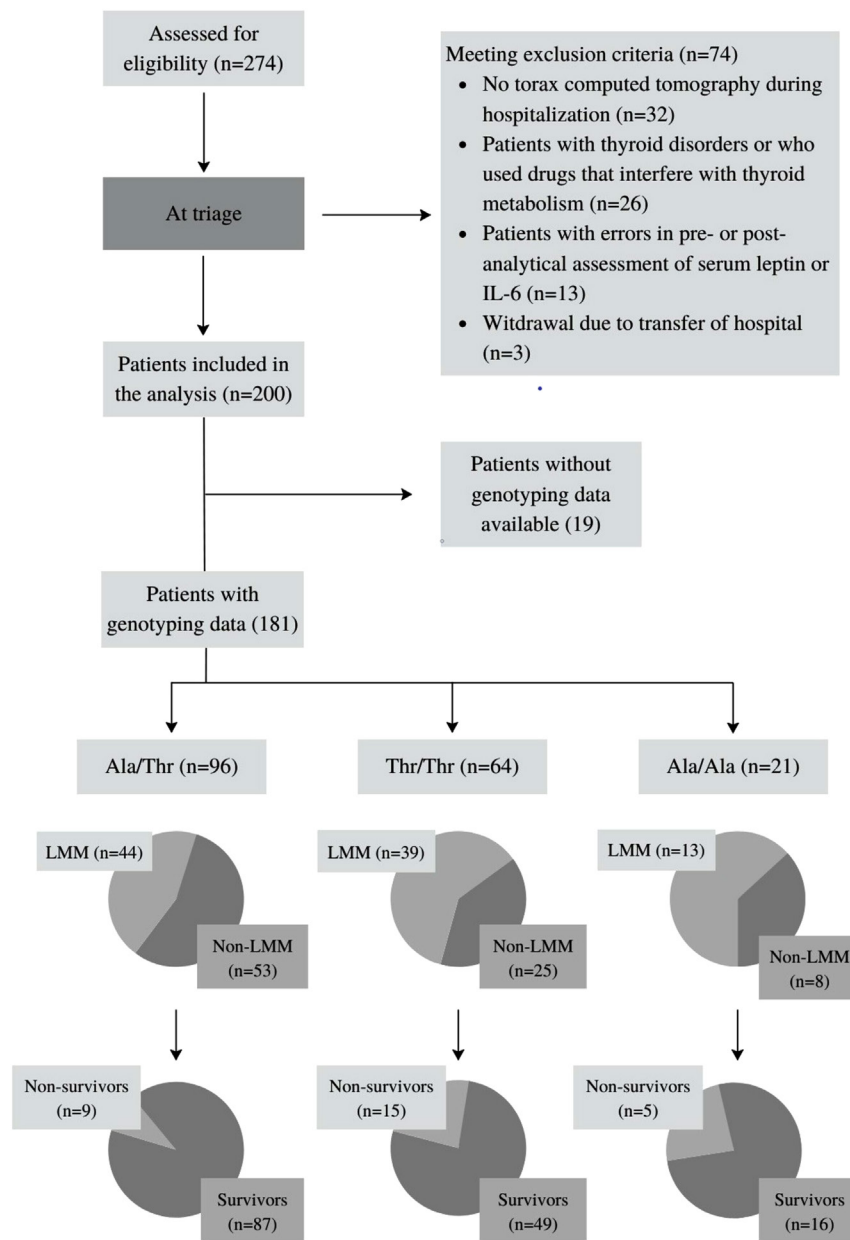 Assessed for
eligibility (n=274)
Meeting exclusion criteria (n=74)
• No torax computed tomography during
hospitalization (n=32)
• Patients with thyroid disorders or who
used drugs that interfere with thyroid
metabolism (n=26)
• Patients with errors in pre- or post-
analytical assessment of serum leptin or
IL-6 (n=13)
• Witdrawal due to transfer of hospital
(n=3)
At triage
Patients included in
the analysis (n=200)
Patients without
genotyping data
available (19)
Patients with
genotyping data (181)
Ala/Thr (n=96)
Thr/Thr (n=64)
Ala/Ala (n=21)
LMM (n=44)
Non-LMM
(n=53)
LMM (n=39)
Non-LMM
(n=25)
LMM (n=13)
Non-LMM
(n=8)
Non-survivors
(n=9)
Survivors
(n=87)
Non-survivors
(n=15)
Survivors
(n=49)
Non-survivors
(n=5)
Survivors
(n=16)